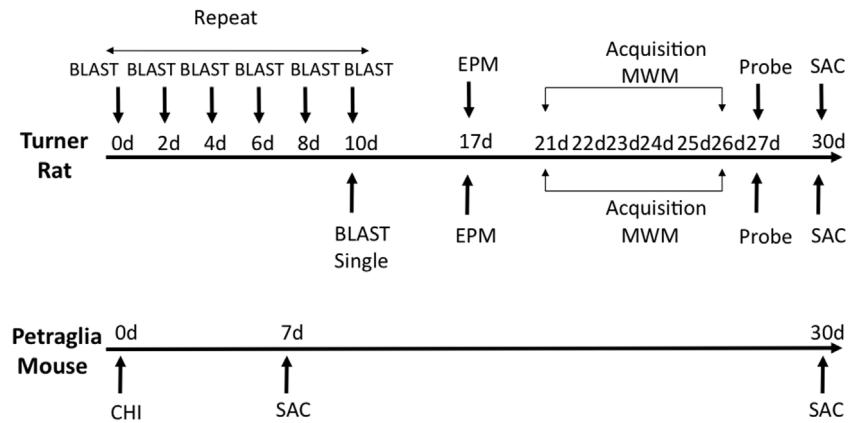 Repeat
BLAST BLAST BLAST BLAST BLAST BLAST
EPM
Acquisition
MWM
Probe
SAC
Turner
Rat
0d 2d 4d 6d 8d 10d 17d 21d 22d 23d 24d 25d 26d 27d 30d
BLAST
Single
EPM
Acquisition
MWM
Probe
SAC
Petraglia
Mouse
0d 7d 30d
CHI
SAC
SAC